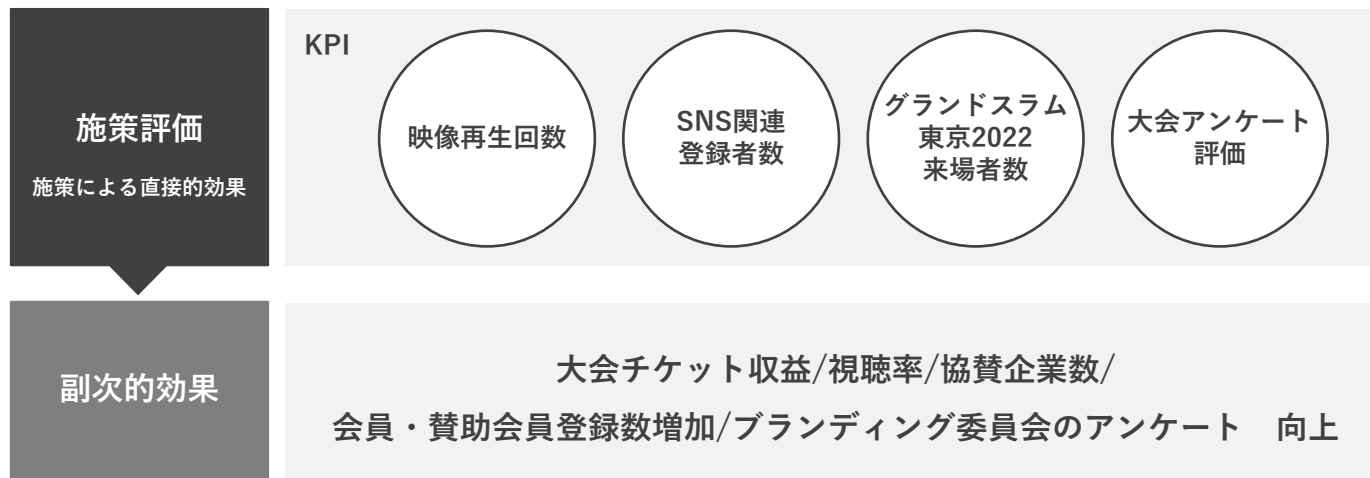 施策評価
施策による直接的効果
KPI
映像再生回数
SNS関連
登録者数
グランドスラム
東京2022
来場者数
大会アンケート
評価
副次的効果
大会チケット収益/視聴率/協賛企業数/
会員・賛助会員登録数増加/ブランディング委員会のアンケート　向上